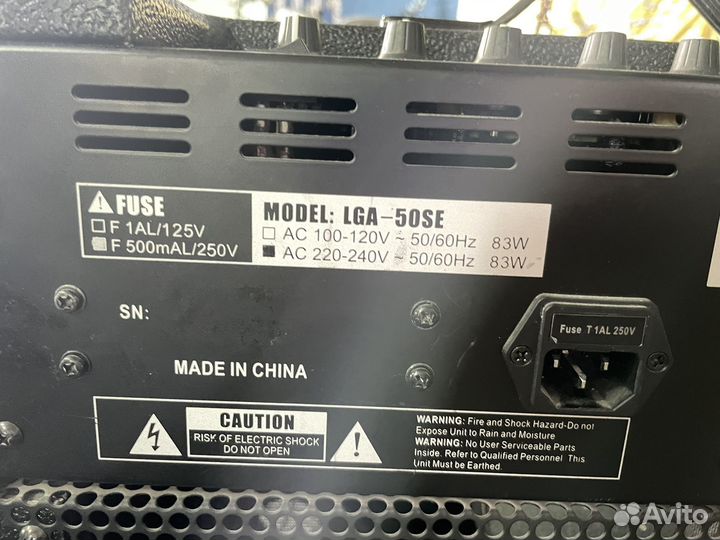 FUSE
F 1AL/125V
F 500mAL/250V
MODEL: LGA-50SE
AC 100-120V ~ 50/60Hz 83W
AC 220-240V ~ 50/60Hz 83W
SN:
Fuse T 1AL 250V
MADE IN CHINA
CAUTION
RISK OF ELECTRIC SHOCK
DO NOT OPEN
WARNING: Fire and Shock Hazard-Do not
Expose Unit to Rain and Moisture
WARNING: No User Serviceable Parts
Inside. Refer to Qualified Personnel This
Unit Must be Earthed.
Avito